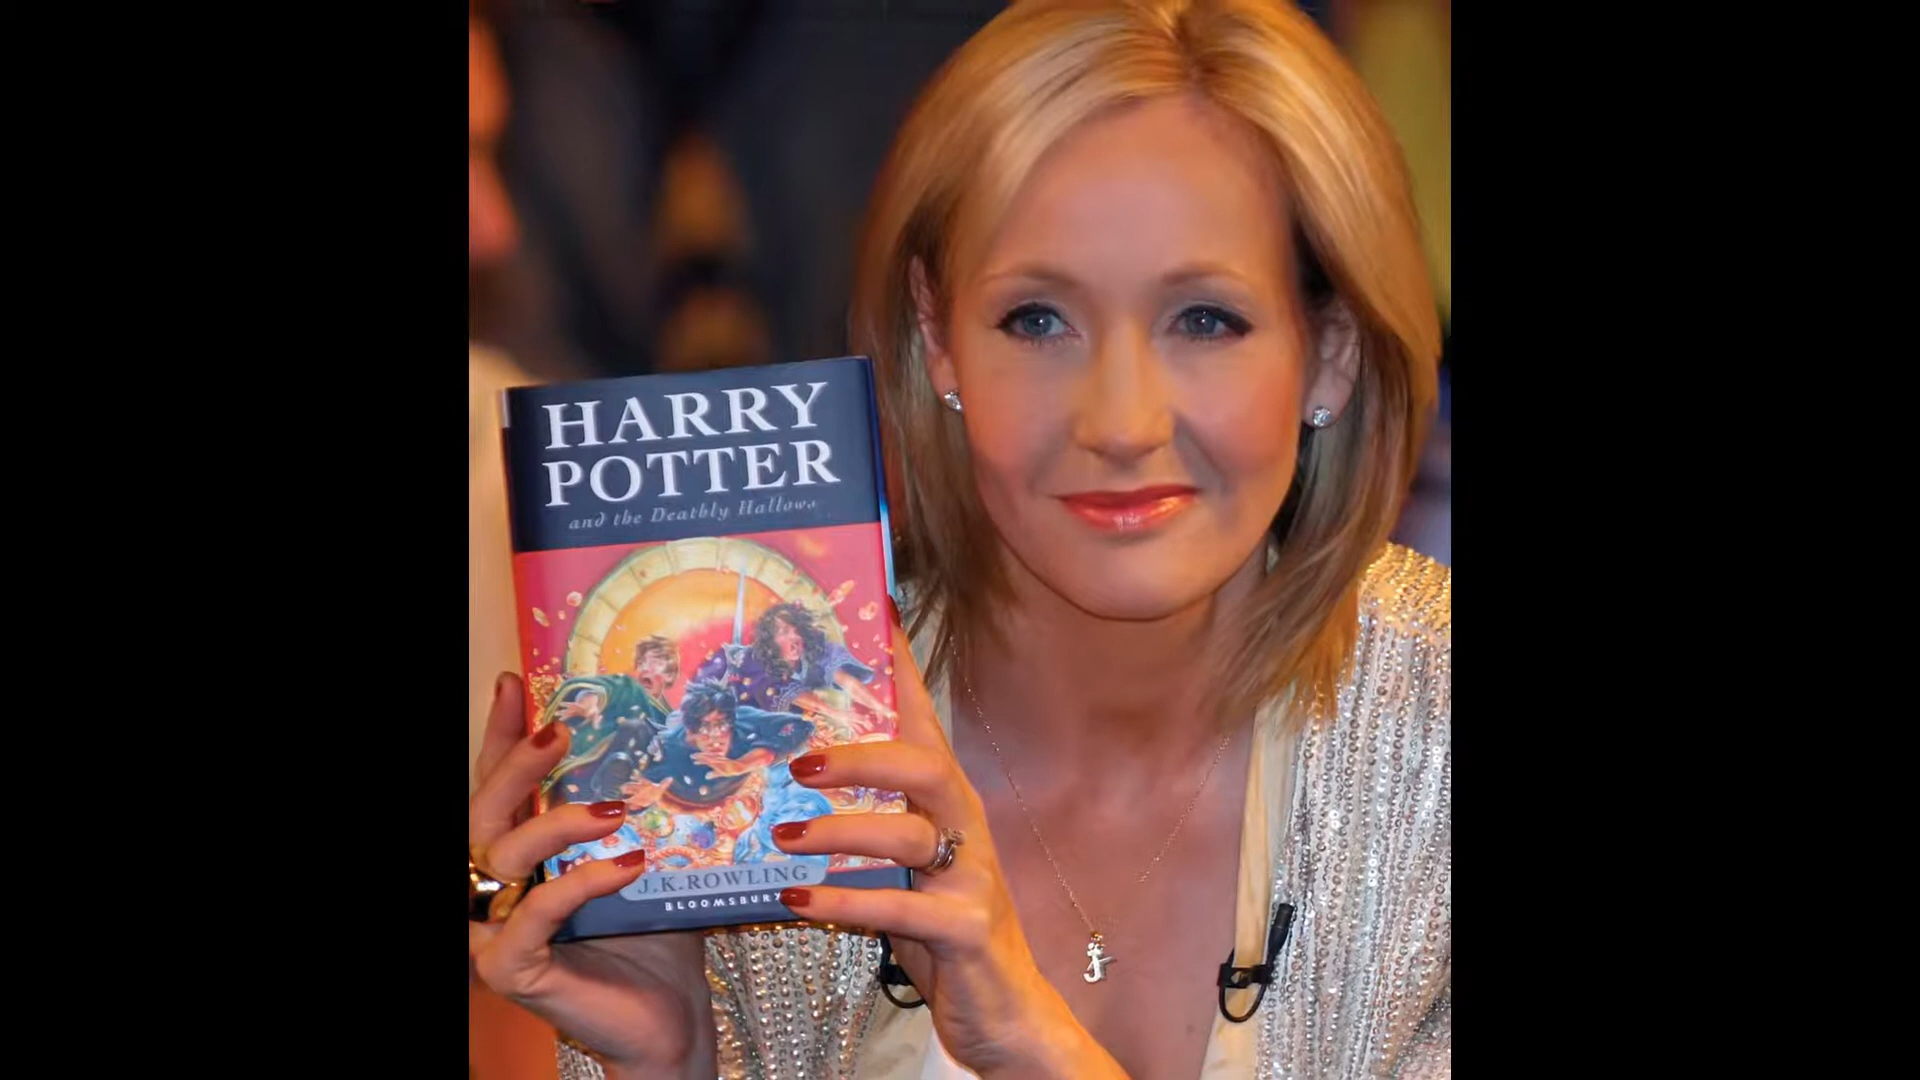 HARRY
POTTER
and the Deathly Hallows
J.K.ROWLING
BLOOMSBURY